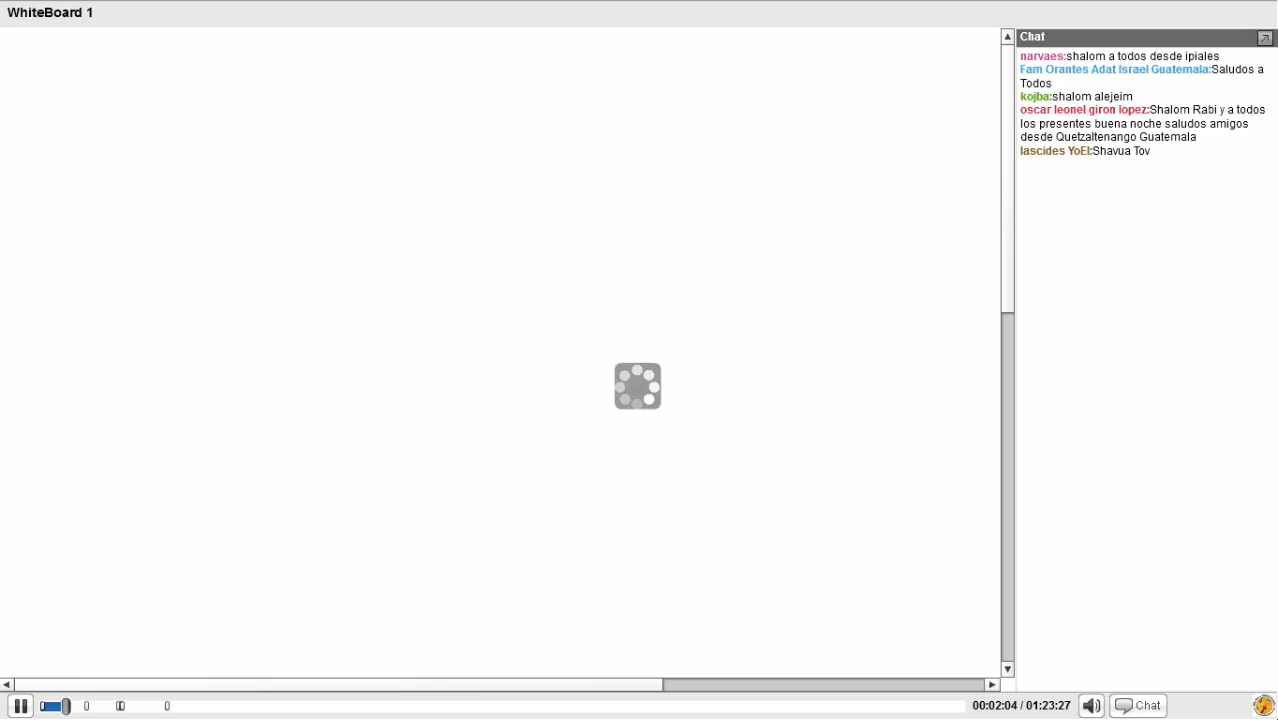 WhiteBoard 1
Chat
narvaes:shalom a todos desde ipiales
Fam Orantes Adat Israel Guatemala:Saludos a
Todos
kojba:shalom alejeim
oscar leonel giron lopez:Shalom Rabi y a todos
los presentes buena noche saludos amigos
desde Quetzaltenango Guatemala
lascides YoEl:Shavua Tov
00:02:04 / 01:23:27
Chat